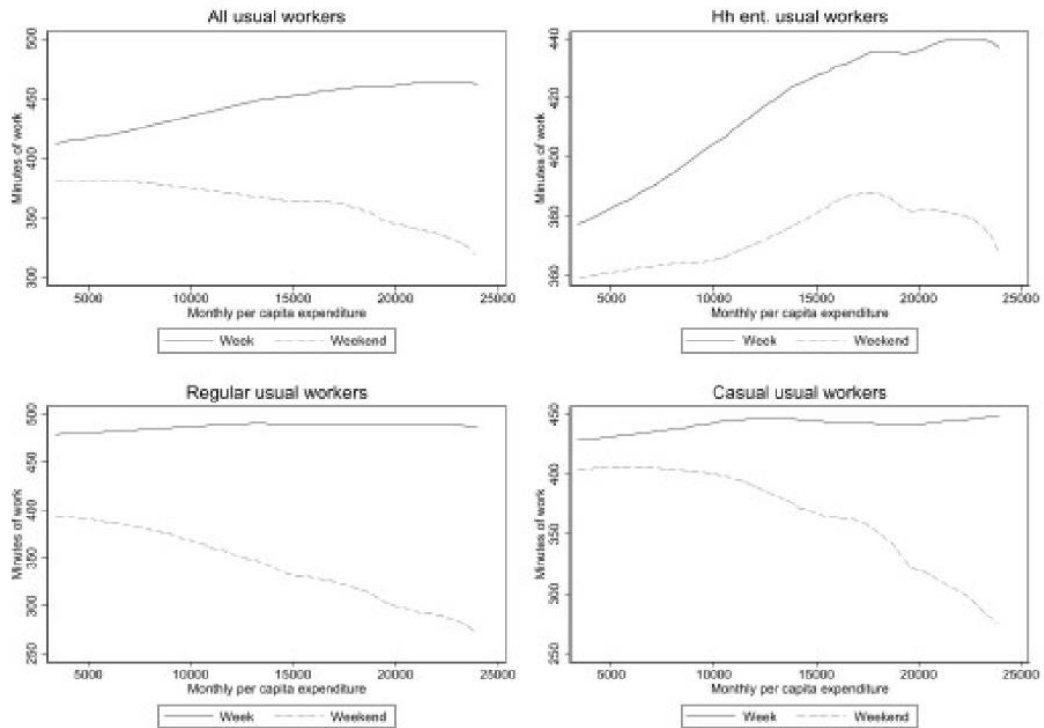 All usual workers
Minutes of work
500
450
400
350
300
5000 10000 15000 20000 25000
Monthly per capita expenditure
Week Weekend
Hh ent. usual workers
Minutes of work
440
420
400
380
360
5000 10000 15000 20000 25000
Monthly per capita expenditure
Week Weekend
Regular usual workers
Minutes of work
500
450
400
350
300
250
5000 10000 15000 20000 25000
Monthly per capita expenditure
Week Weekend
Casual usual workers
Minutes of work
450
400
350
300
250
5000 10000 15000 20000 25000
Monthly per capita expenditure
Week Weekend